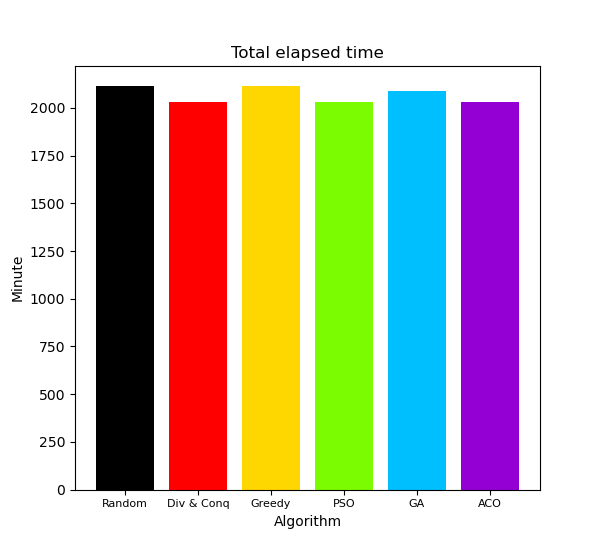 Total elapsed time
2000
1750
1500
1250
1000
750
500
250
0
Minute
Random Div & Conq Greedy PSO GA ACO
Algorithm